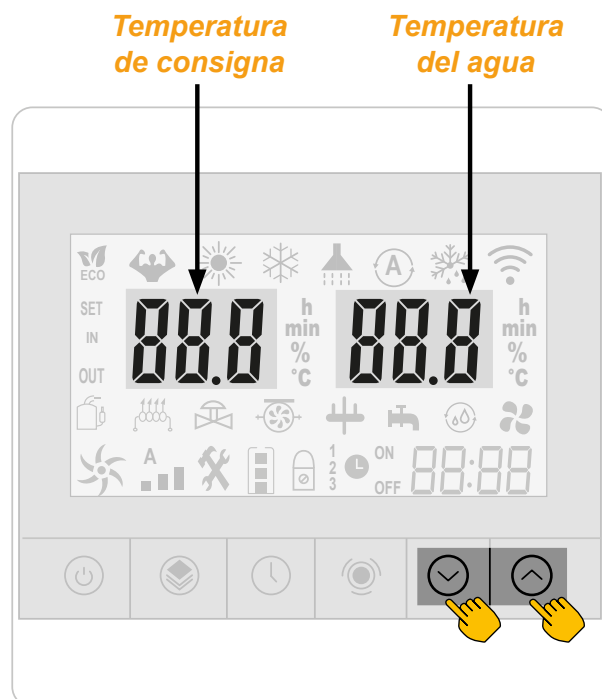 Temperatura
de consigna
Temperatura
del agua
ECO
A
SET
IN
OUT
88.8
h
min
%
°C
88.8
h
min
%
°C
A
1
2
3
ON
OFF
88:88